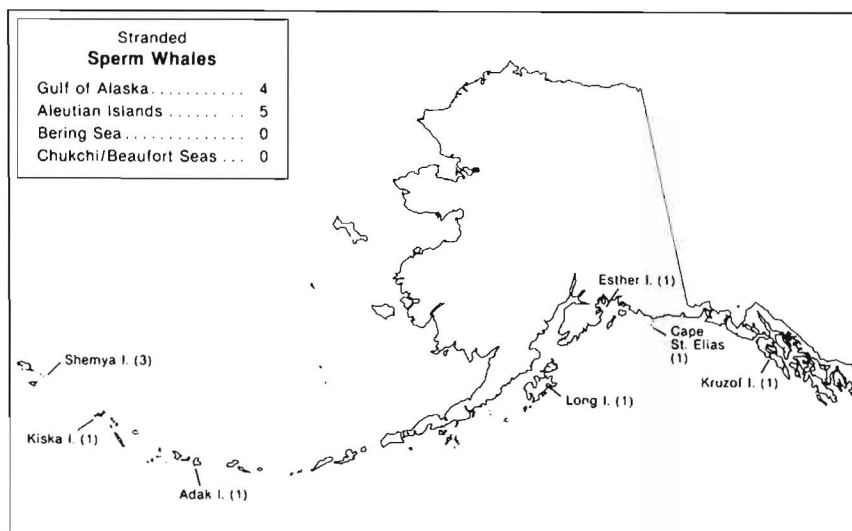 Stranded
Sperm Whales
Gulf of Alaska........... 4
Aleutian Islands ...... .. 5
Bering Sea............. 0
Chukchi/Beaufort Seas ... 0
Esther I. (1)
Cape
St. Elias
(1)
Shemya I. (3)
Kruzof I. (1)
Long I. (1)
Kiska I. (1)
Adak I. (1)